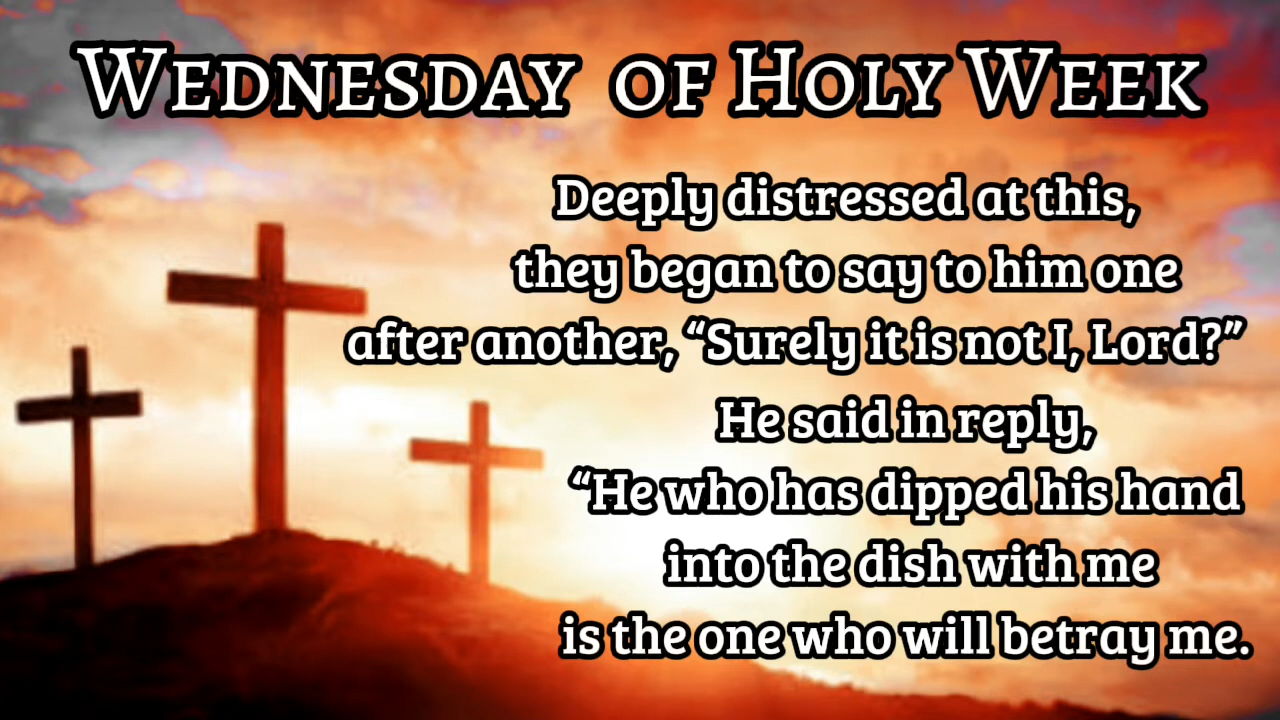 Wednesday of Holy Week
Deeply distressed at this,
they began to say to him one
after another, “Surely it is not I, Lord?”
He said in reply,
“He who has dipped his hand
into the dish with me
is the one who will betray me.